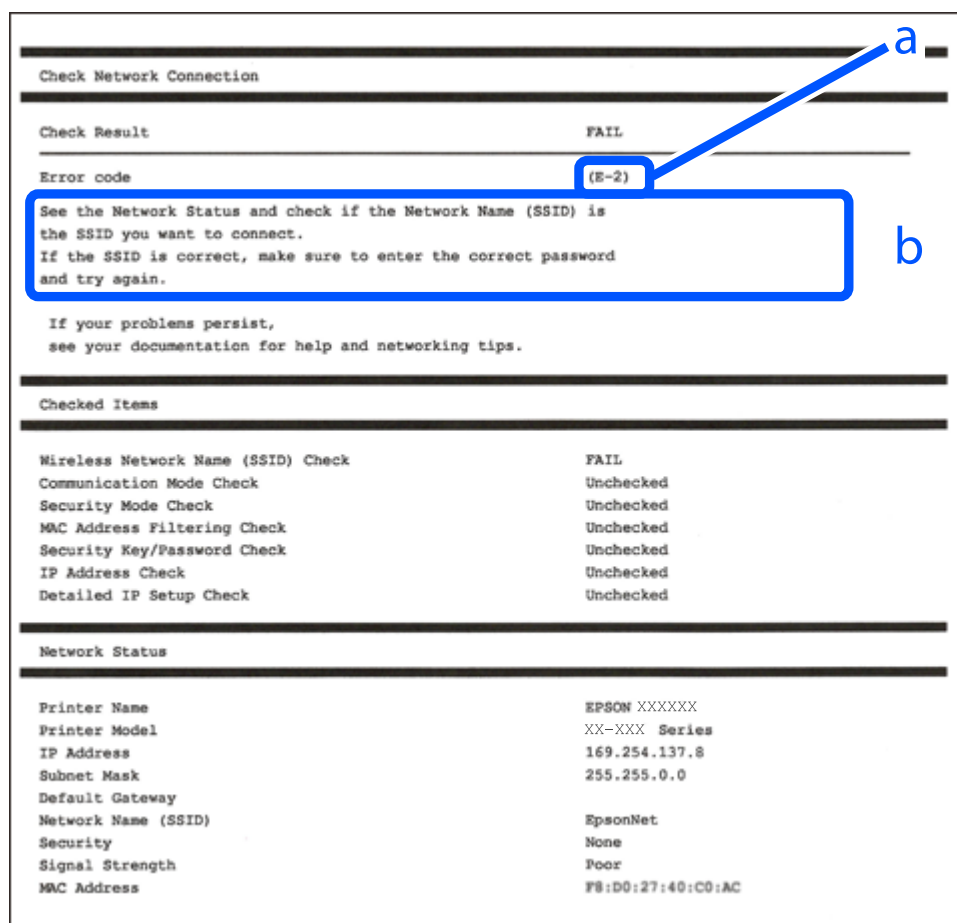 a
Check Network Connection
Check Result FAIL
Error code (E-2)
See the Network Status and check if the Network Name (SSID) is
the SSID you want to connect.
If the SSID is correct, make sure to enter the correct password
and try again.
b
If your problems persist,
see your documentation for help and networking tips.
Checked Items
Wireless Network Name (SSID) Check FAIL
Communication Mode Check Unchecked
Security Mode Check Unchecked
MAC Address Filtering Check Unchecked
Security Key/Password Check Unchecked
IP Address Check Unchecked
Detailed IP Setup Check Unchecked
Network Status
Printer Name EPSON XXXXXX
Printer Model XX-XXX Series
IP Address 169.254.137.8
Subnet Mask 255.255.0.0
Default Gateway
Network Name (SSID) EpsonNet
Security None
Signal Strength Poor
MAC Address F8:D0:27:40:C0:AC